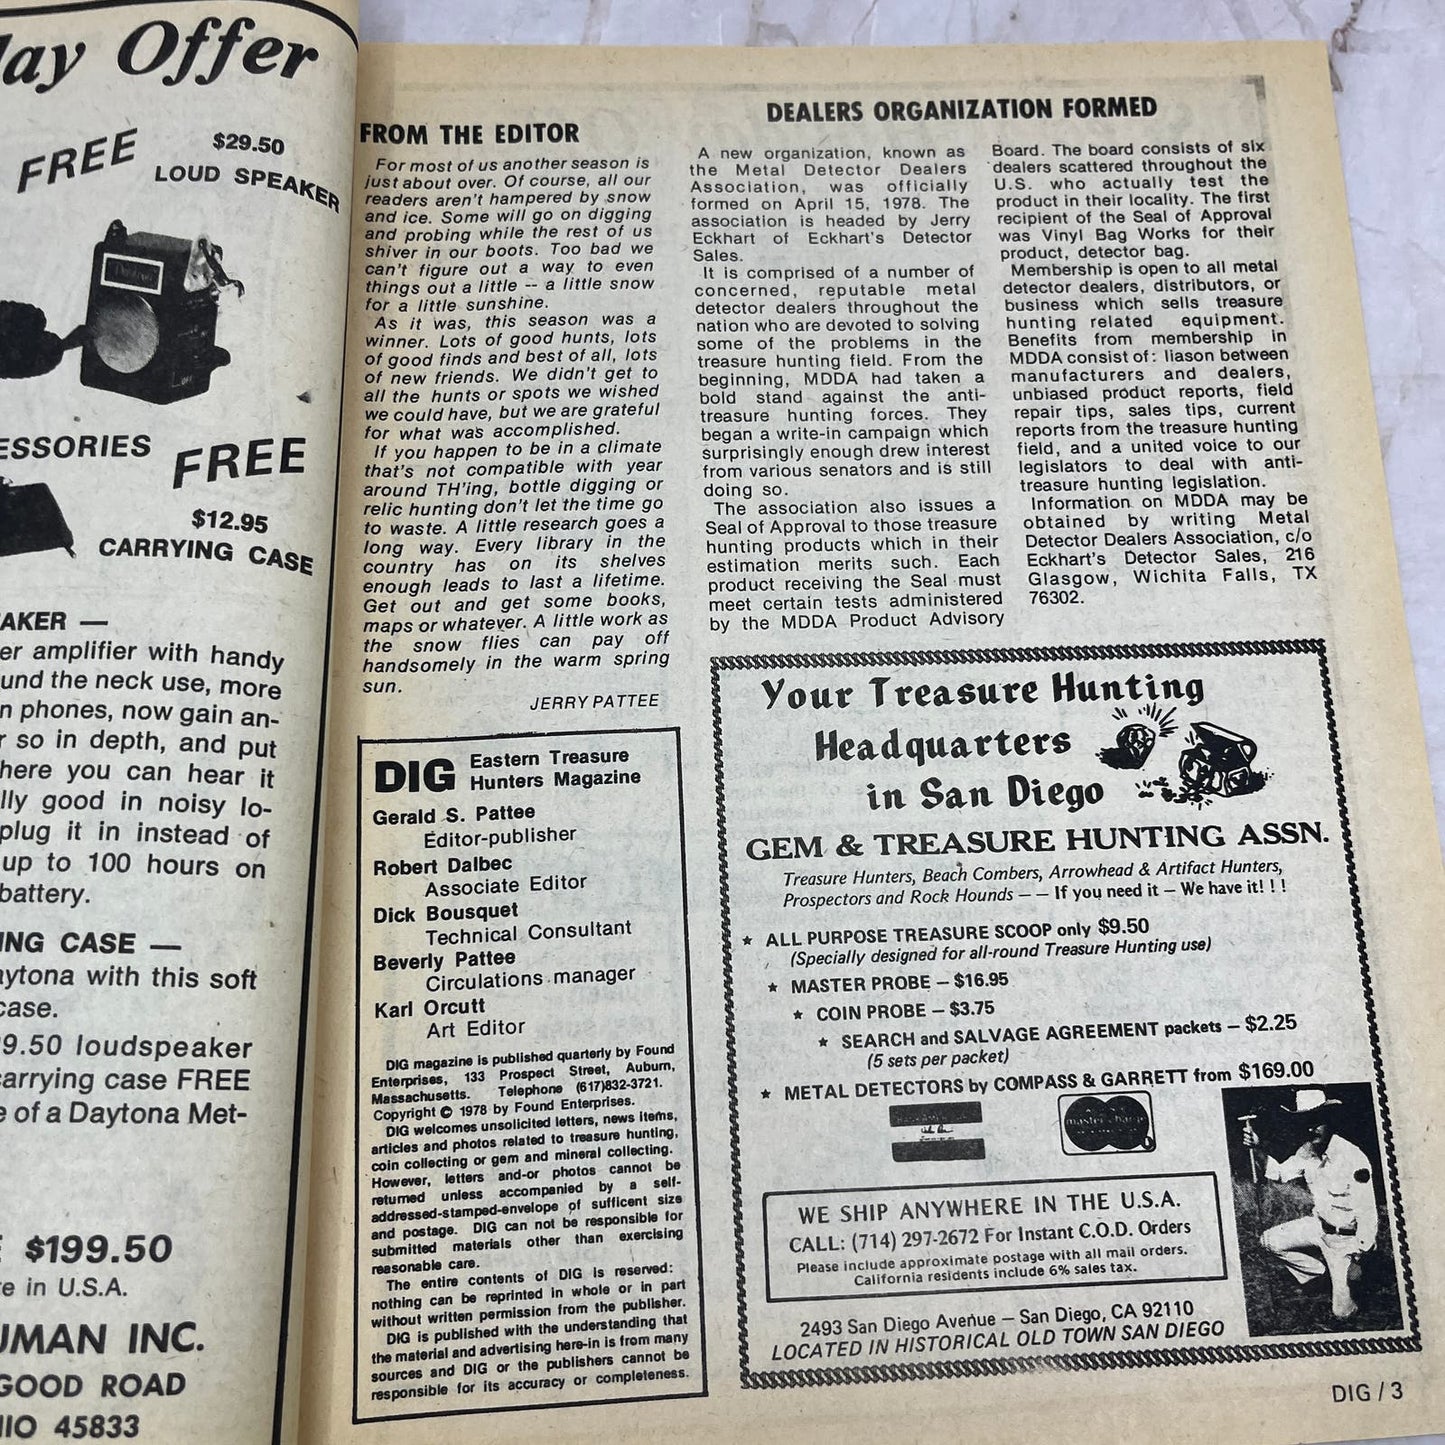 lay Offer
FREE
$29.50
LOUD SPEAKER
ESSORIES
FREE
$12.95
CARRYING CASE
AKER —
er amplifier with handy
und the neck use, more
n phones, now gain an-
r so in depth, and put
here you can hear it
lly good in noisy lo-
plug it in instead of
up to 100 hours on
battery.
NG CASE —
aytona with this soft
case.
9.50 loudspeaker
carrying case FREE
e of a Daytona Met-
$199.50
e in U.S.A.
UMAN INC.
GOOD ROAD
IIO 45833
FROM THE EDITOR
For most of us another season is
just about over. Of course, all our
readers aren't hampered by snow
and ice. Some will go on digging
and probing while the rest of us
shiver in our boots. Too bad we
can't figure out a way to even
things out a little -- a little snow
for a little sunshine.
As it was, this season was a
winner. Lots of good hunts, lots
of good finds and best of all, lots
of new friends. We didn't get to
all the hunts or spots we wished
we could have, but we are grateful
for what was accomplished.
If you happen to be in a climate
that's not compatible with year
around TH'ing, bottle digging or
relic hunting don't let the time go
to waste. A little research goes a
long way. Every library in the
country has on its shelves
enough leads to last a lifetime.
Get out and get some books,
maps or whatever. A little work as
the snow flies can pay off
handsomely in the warm spring
sun.
JERRY PATTEE
DIG Eastern Treasure
Hunters Magazine
Gerald S. Pattee
Editor-publisher
Robert Dalbec
Associate Editor
Dick Bousquet
Technical Consultant
Beverly Pattee
Circulations manager
Karl Orcutt
Art Editor
DIG magazine is published quarterly by Found
Enterprises, 133 Prospect Street, Auburn,
Massachusetts. Telephone (617)832-3721.
Copyright © 1978 by Found Enterprises.
DIG welcomes unsolicited letters, news items,
articles and photos related to treasure hunting,
coin collecting or gem and mineral collecting.
However, letters and-or photos cannot be
returned unless accompanied by a self-
addressed-stamped-envelope of sufficent size
and postage. DIG can not be responsible for
submitted materials other than exercising
reasonable care.
The entire contents of DIG is reserved:
nothing can be reprinted in whole or in part
without written permission from the publisher.
DIG is published with the understanding that
the material and advertising here-in is from many
sources and DIG or the publishers cannot be
responsible for its accuracy or completeness.
DEALERS ORGANIZATION FORMED
A new organization, known as
the Metal Detector Dealers
Association, was officially
formed on April 15, 1978. The
association is headed by Jerry
Eckhart of Eckhart's Detector
Sales.
It is comprised of a number of
concerned, reputable metal
detector dealers throughout the
nation who are devoted to solving
some of the problems in the
treasure hunting field. From the
beginning, MDDA had taken a
bold stand against the anti-
treasure hunting forces. They
began a write-in campaign which
surprisingly enough drew interest
from various senators and is still
doing so.
The association also issues a
Seal of Approval to those treasure
hunting products which in their
estimation merits such. Each
product receiving the Seal must
meet certain tests administered
by the MDDA Product Advisory
Board. The board consists of six
dealers scattered throughout the
U.S. who actually test the
product in their locality. The first
recipient of the Seal of Approval
was Vinyl Bag Works for their
product, detector bag.
Membership is open to all metal
detector dealers, distributors, or
business which sells treasure
hunting related equipment.
Benefits from membership in
MDDA consist of: liason between
manufacturers and dealers,
unbiased product reports, field
repair tips, sales tips, current
reports from the treasure hunting
field, and a united voice to our
legislators to deal with anti-
treasure hunting legislation.
Information on MDDA may be
obtained by writing Metal
Detector Dealers Association, c/o
Eckhart's Detector Sales, 216
Glasgow, Wichita Falls, TX
76302.
Your Treasure Hunting
Headquarters
in San Diego
GEM & TREASURE HUNTING ASSN.
Treasure Hunters, Beach Combers, Arrowhead & Artifact Hunters,
Prospectors and Rock Hounds — — If you need it — We have it! ! !
★ ALL PURPOSE TREASURE SCOOP only $9.50
(Specially designed for all-round Treasure Hunting use)
★ MASTER PROBE — $16.95
★ COIN PROBE — $3.75
★ SEARCH and SALVAGE AGREEMENT packets — $2.25
(5 sets per packet)
★ METAL DETECTORS by COMPASS & GARRETT from $169.00
WE SHIP ANYWHERE IN THE U.S.A.
CALL: (714) 297-2672 For Instant C.O.D. Orders
Please include approximate postage with all mail orders.
California residents include 6% sales tax.
2493 San Diego Avenue — San Diego, CA 92110
LOCATED IN HISTORICAL OLD TOWN SAN DIEGO
DIG / 3